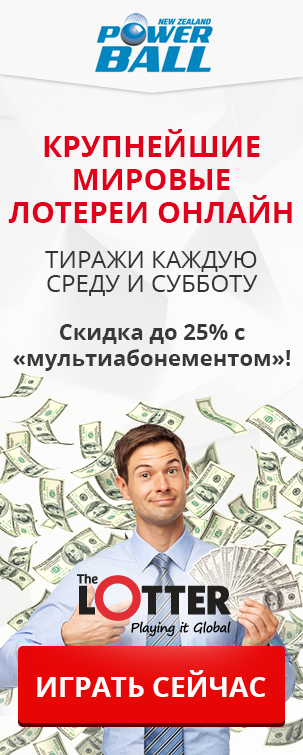 NEW ZEALAND
POWER
BALL
КРУПНЕЙШИЕ
МИРОВЫЕ
ЛОТЕРЕИ ОНЛАЙН
ТИРАЖИ КАЖДУЮ
СРЕДУ И СУББОТУ
Скидка до 25% с
«мультиабонементом»!
The
LOTTER
Playing it Global
ИГРАТЬ СЕЙЧАС